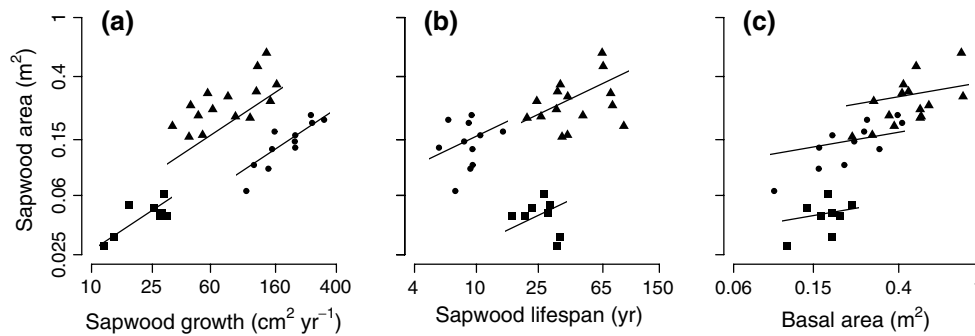 (a) (b) (c)
Sapwood area (m²)
1
0.4
0.15
0.06
0.025
10 25 60 160 400 4 10 25 65 150 0.06 0.15 0.4 1
Sapwood growth (cm² yr⁻¹) Sapwood lifespan (yr) Basal area (m²)